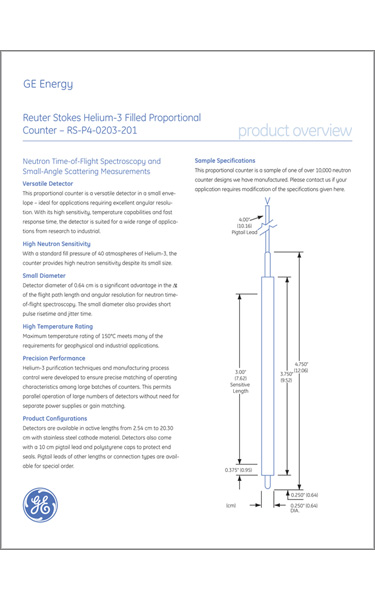 GE Energy
Reuter Stokes Helium-3 Filled Proportional
Counter – RS-P4-0203-201
product overview
Neutron Time-of-Flight Spectroscopy and
Small-Angle Scattering Measurements
Versatile Detector
This proportional counter is a versatile detector in a small enve-
lope – ideal for applications requiring excellent angular resolu-
tion. With its high sensitivity, temperature capabilities and fast
response time, the detector is suited for a wide range of applica-
tions from research to industrial.
High Neutron Sensitivity
With a standard fill pressure of 40 atmospheres of Helium-3, the
counter provides high neutron sensitivity despite its small size.
Small Diameter
Detector diameter of 0.64 cm is a significant advantage in the Δt
of the flight path length and angular resolution for neutron time-
of-flight spectroscopy. The small diameter also provides short
pulse risetime and jitter time.
High Temperature Rating
Maximum temperature rating of 150°C meets many of the
requirements for geophysical and industrial applications.
Precision Performance
Helium-3 purification techniques and manufacturing process
control were developed to ensure precise matching of operating
characteristics among large batches of counters. This permits
parallel operation of large numbers of detectors without need for
separate power supplies or gain matching.
Product Configurations
Detectors are available in active lengths from 2.54 cm to 20.30
cm with stainless steel cathode material. Detectors also come
with a 10 cm pigtail lead and polystyrene caps to protect end
seals. Pigtail leads of other lengths or connection types are avail-
able for special order.
Sample Specifications
This proportional counter is a sample of one of over 10,000 neutron
counter designs we have manufactured. Please contact us if your
application requires modification of the specifications given here.
4.00"
(10.16)
Pigtail Lead
4.750"
(12.06)
3.00"
(7.62)
Sensitive
Length
3.750"
(9.52)
0.375" (0.95)
0.250" (0.64)
(cm)
0.250" (0.64)
DIA.
GE